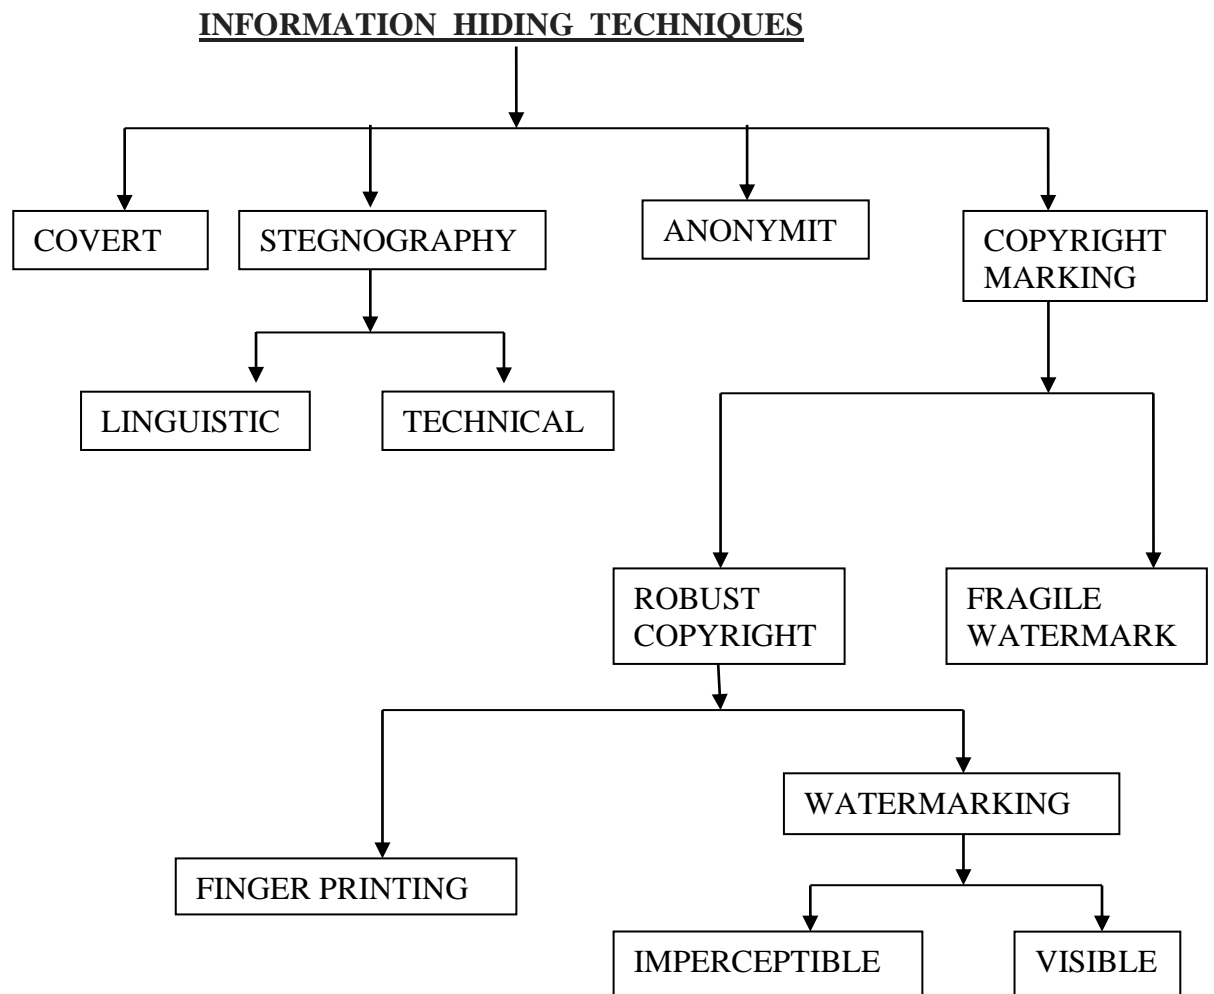 INFORMATION HIDING TECHNIQUES
COVERT
STEGNOGRAPHY
ANONYMIT
COPYRIGHT
MARKING
LINGUISTIC
TECHNICAL
ROBUST
COPYRIGHT
FRAGILE
WATERMARK
WATERMARKING
FINGER PRINTING
IMPERCEPTIBLE
VISIBLE